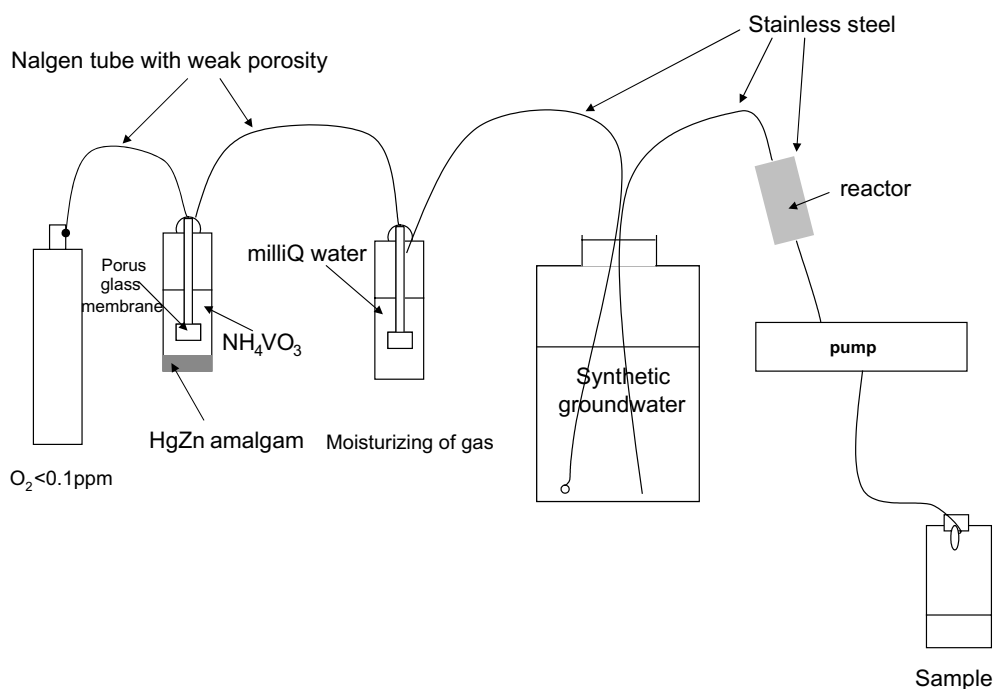 Stainless steel
Nalgen tube with weak porosity
reactor
milliQ water
Porus
glass
membrane
NH₄VO₃
pump
Synthetic
groundwater
HgZn amalgam
Moisturizing of gas
O₂<0.1ppm
Sample